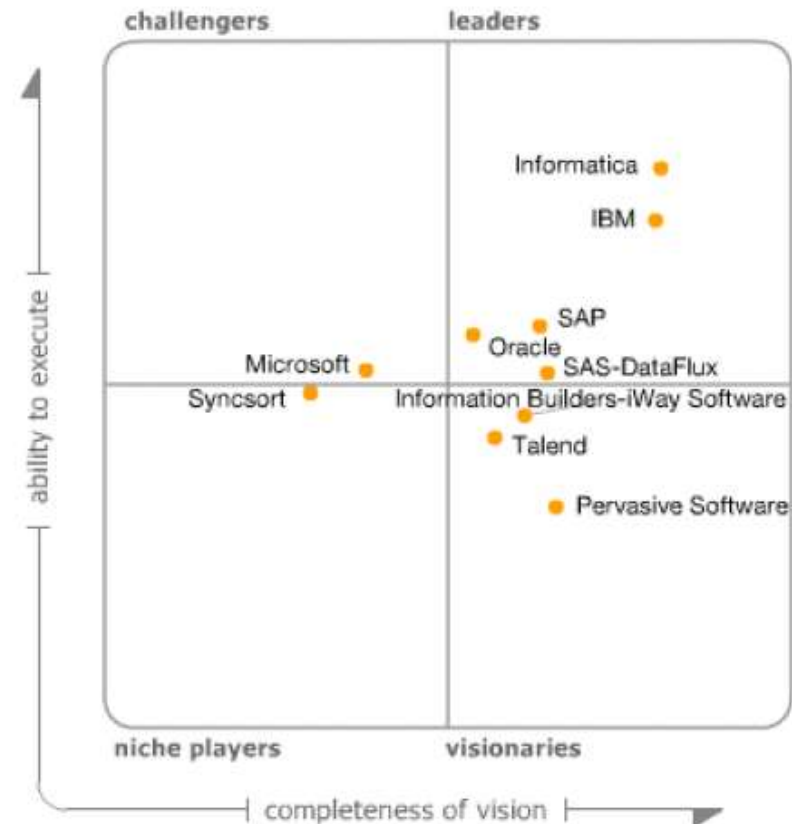 challengers
leaders
Informatica
IBM
SAP
Oracle
Microsoft
SAS-DataFlux
Syncsort
Information Builders-iWay Software
Talend
Pervasive Software
ability to execute
niche players
visionaries
completeness of vision